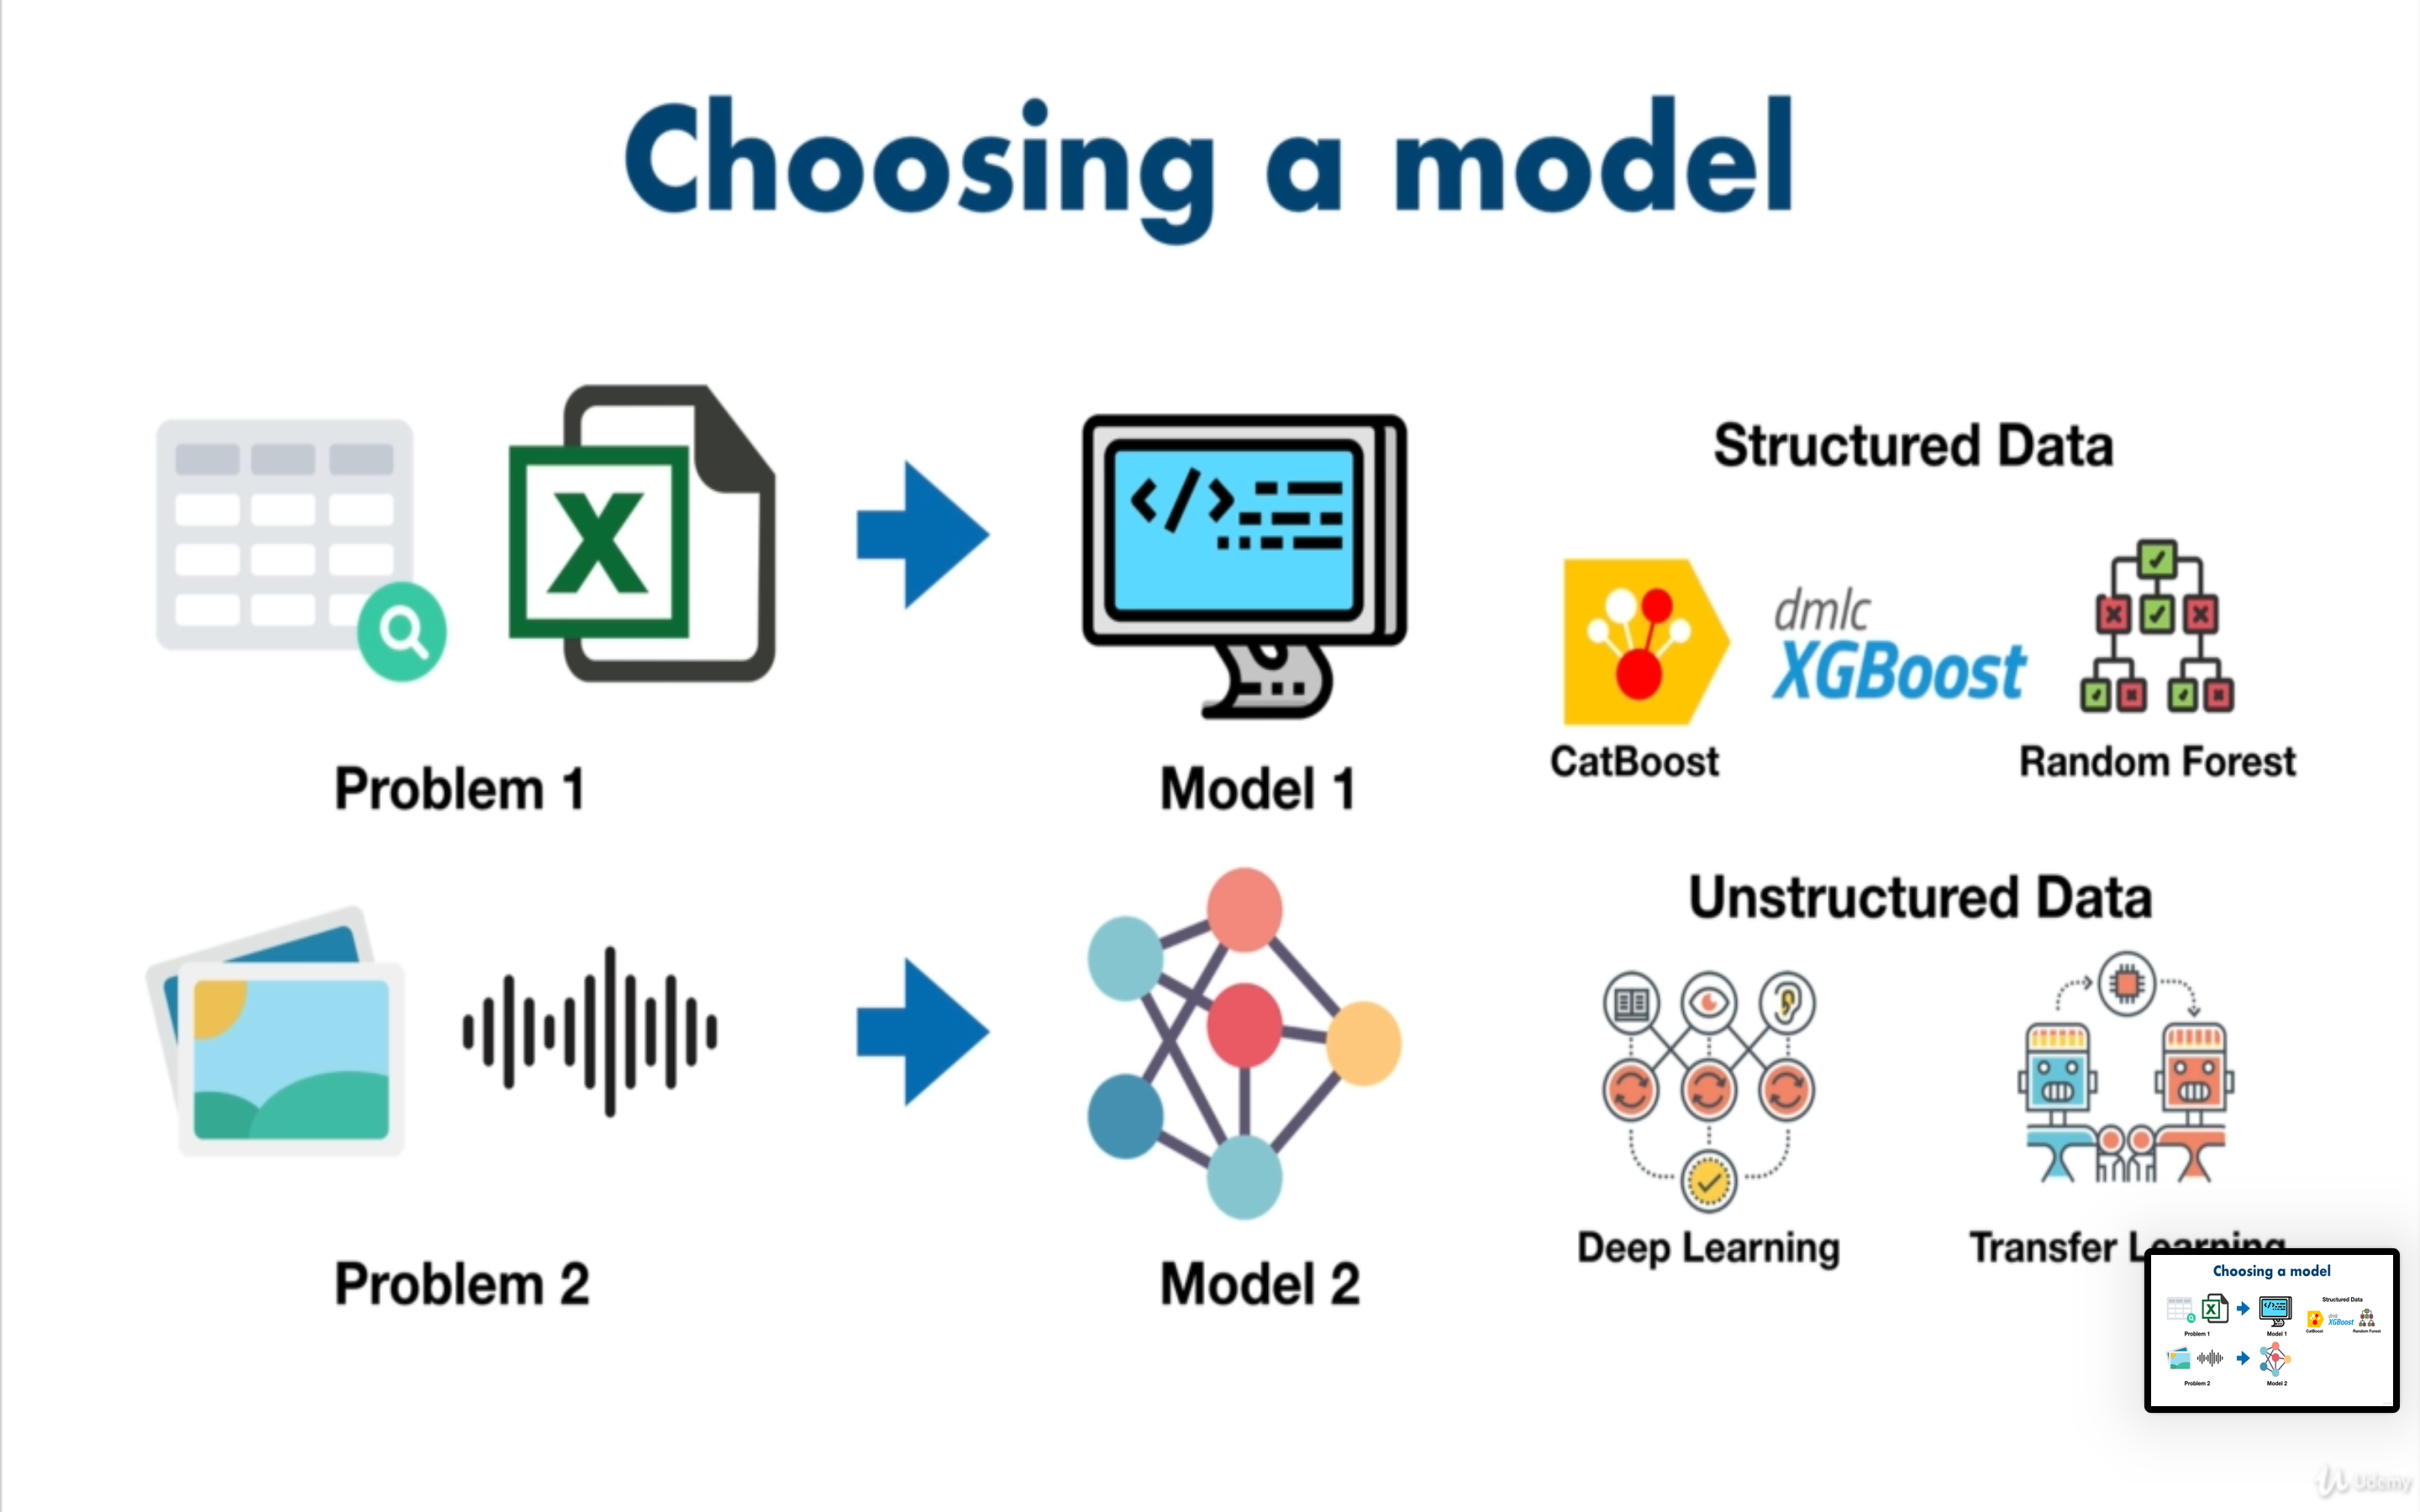 Choosing a model
Structured Data
X
</>
dmlc
XGBoost
CatBoost
Random Forest
Problem 1
Model 1
Unstructured Data
Deep Learning
Transfer Learning
Problem 2
Model 2
Choosing a model
Structured Data
X
</>
dmlc
XGBoost
CatBoost
Random Forest
Problem 1
Model 1
Problem 2
Model 2
Udemy